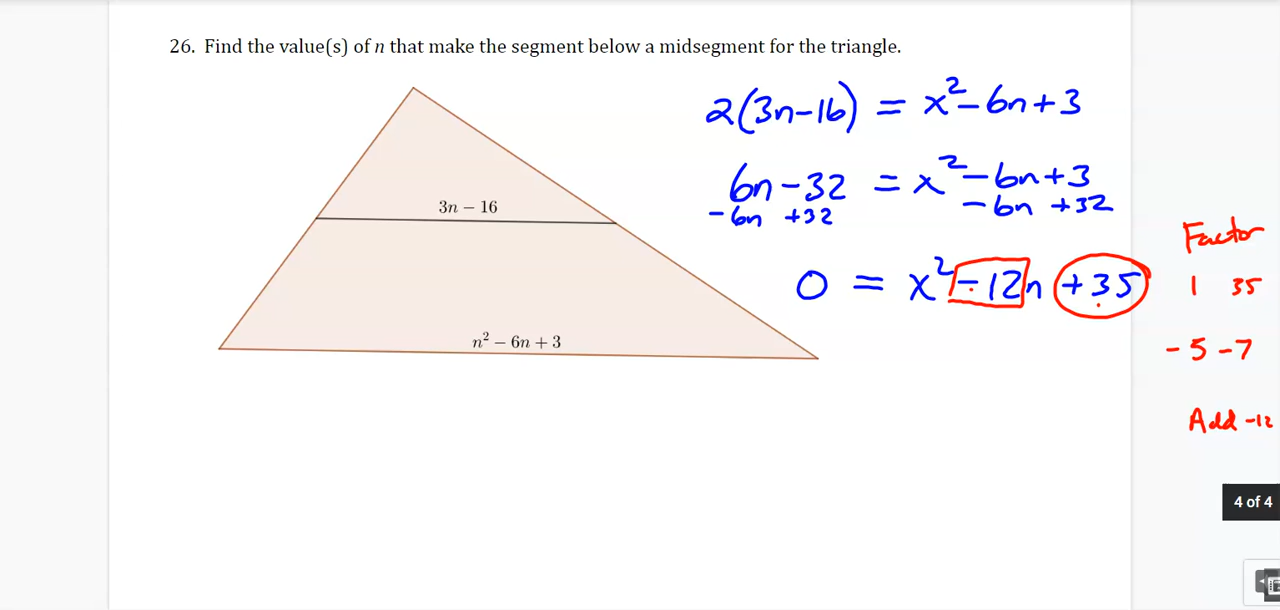 26. Find the value(s) of n that make the segment below a midsegment for the triangle.
2(3n-16) = x²-6n+3
3n − 16
6n-32 = x²-6n+3
-6n +32 -6n +32
n² − 6n + 3
0 = x²-12n+35
Factor
1 35
-5 -7
Add -12
4 of 4